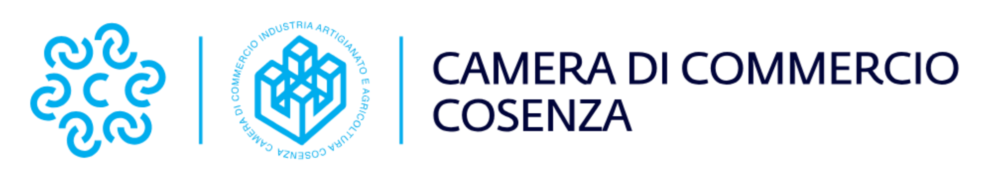 CAMERA DI COMMERCIO INDUSTRIA ARTIGIANATO E AGRICOLTURA COSENZA
CAMERA DI COMMERCIO
COSENZA